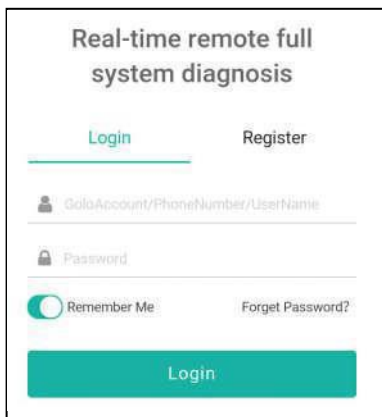 Real-time remote full
system diagnosis
Login Register
GoloAccount/PhoneNumber/UserName
Password
Remember Me Forget Password?
Login